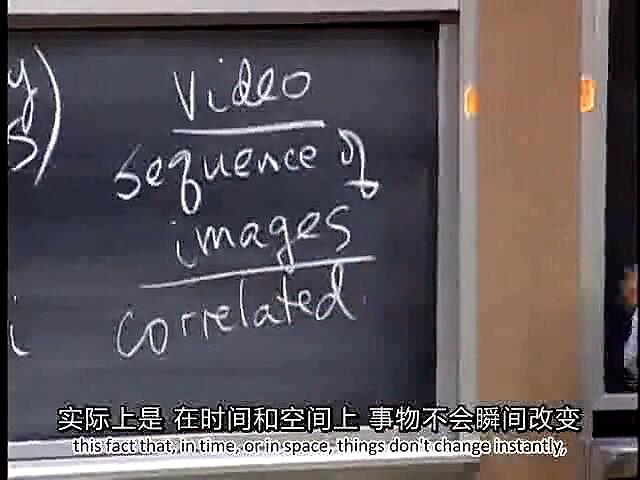 Video
sequence of
images
correlated
实际上是 在时间和空间上 事物不会瞬间改变
this fact that, in time, or in space, things don't change instantly,